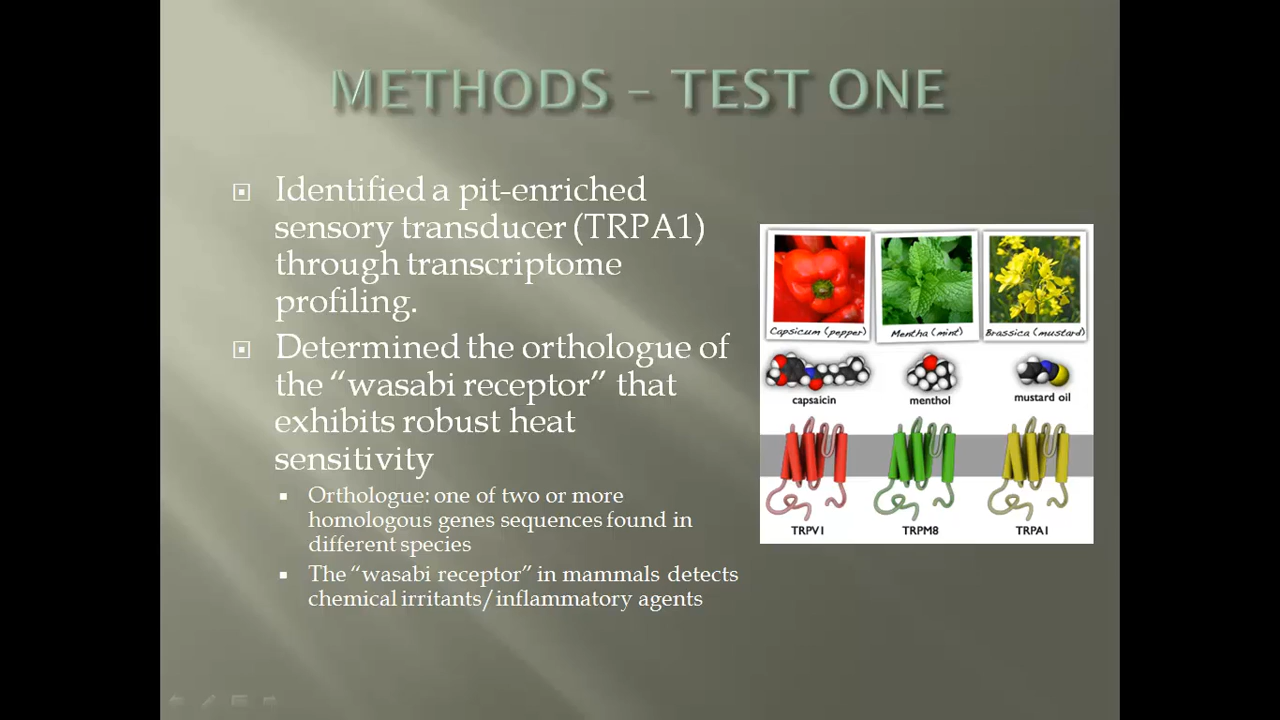 METHODS – TEST ONE
Identified a pit-enriched
sensory transducer (TRPA1)
through transcriptome
profiling.
Determined the orthologue of
the “wasabi receptor” that
exhibits robust heat
sensitivity
Orthologue: one of two or more
homologous genes sequences found in
different species
The “wasabi receptor” in mammals detects
chemical irritants/inflammatory agents
Capsicum (pepper) Mentha (mint) Brassica (mustard)
capsaicin menthol mustard oil
TRPV1 TRPM8 TRPA1